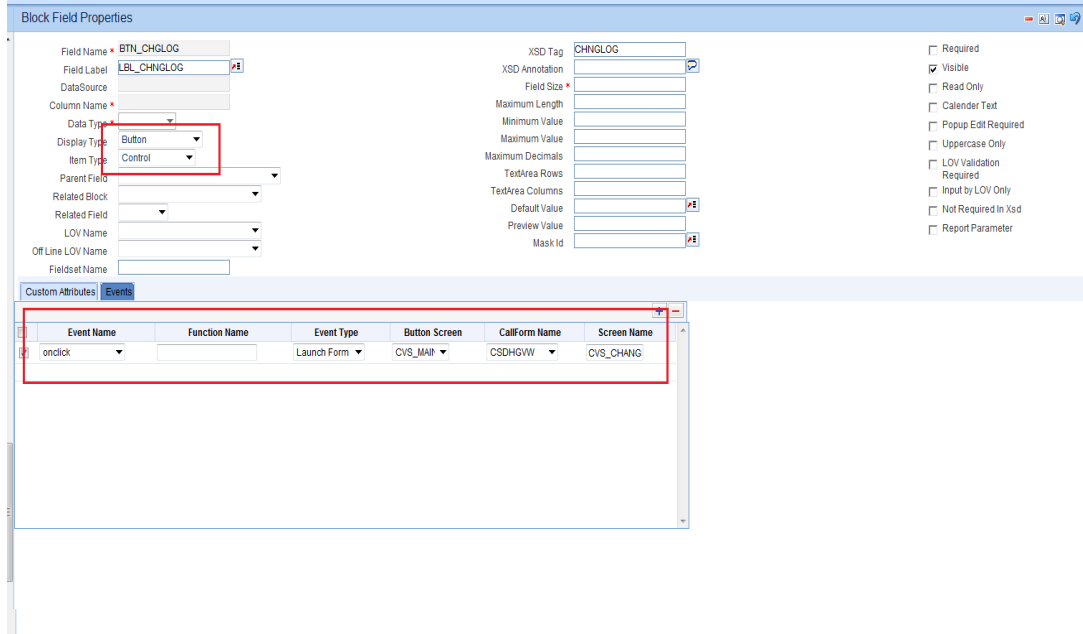 Block Field Properties
Field Name * BTN_CHGLOG
Field Label LBL_CHNGLOG
DataSource
Column Name *
Data Type *
Display Type Button
Item Type Control
Parent Field
Related Block
Related Field
LOV Name
Off Line LOV Name
Fieldset Name
XSD Tag CHNGLOG
XSD Annotation
Field Size *
Maximum Length
Minimum Value
Maximum Value
Maximum Decimals
TextArea Rows
TextArea Columns
Default Value
Preview Value
Mask Id
Required
Visible
Read Only
Calender Text
Popup Edit Required
Uppercase Only
LOV Validation
Required
Input by LOV Only
Not Required In Xsd
Report Parameter
Custom Attributes Events
Event Name Function Name Event Type Button Screen CallForm Name Screen Name
onclick Launch Form CVS_MAIN CSDHGVW CVS_CHANG